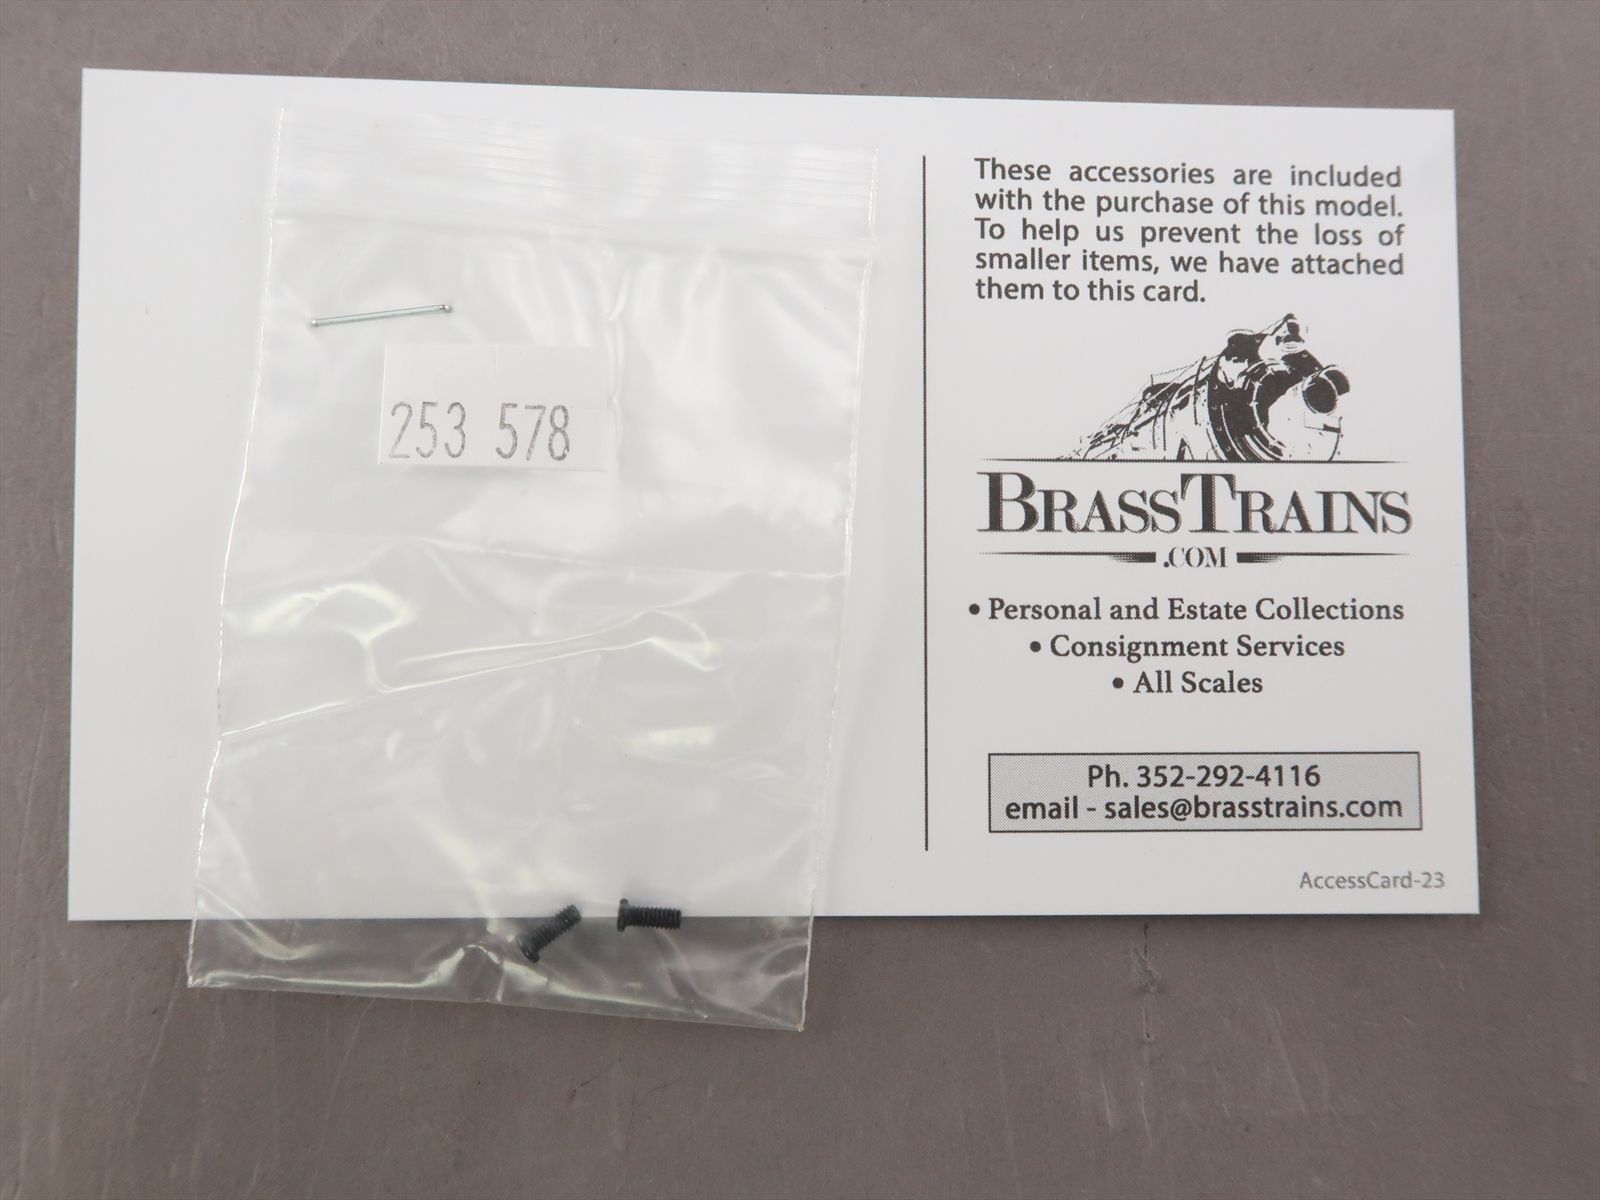 253 578
These accessories are included
with the purchase of this model.
To help us prevent the loss of
smaller items, we have attached
them to this card.
BRASSTRAINS
.COM
• Personal and Estate Collections
• Consignment Services
• All Scales
Ph. 352-292-4116
email - sales@brasstrains.com
AccessCard-23